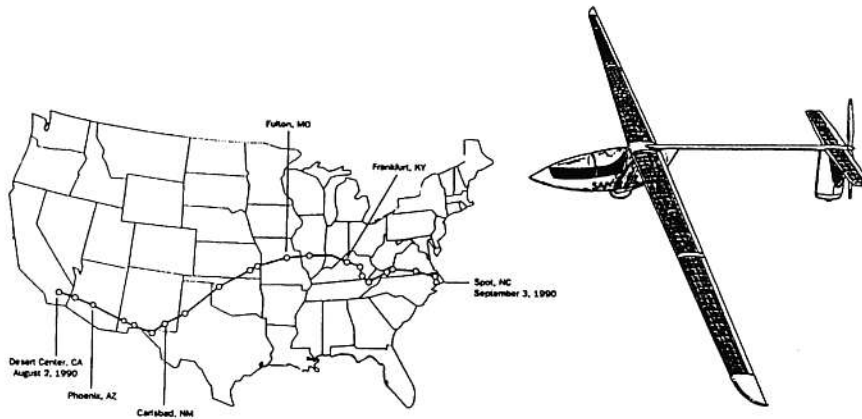 Fulton, MO
Frankfurt, KY
Spot, NC
September 3, 1990
Desert Center, CA
August 2, 1990
Phoenix, AZ
Carlsbad, NM